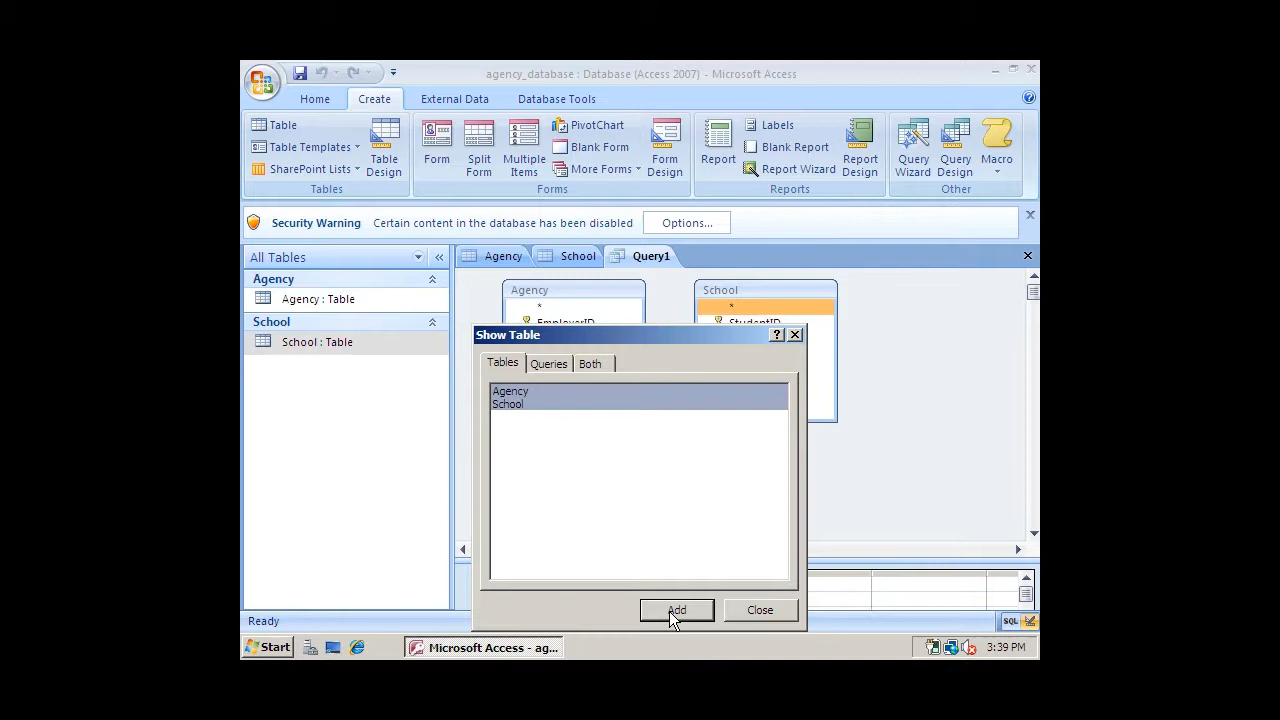 agency_database : Database (Access 2007) - Microsoft Access
Home Create External Data Database Tools
Table
Table Templates
SharePoint Lists
Table Design
Tables
Form
Split Form
Multiple Items
PivotChart
Blank Form
More Forms
Form Design
Forms
Report
Labels
Blank Report
Report Wizard
Report Design
Reports
Query Wizard
Query Design
Macro
Other
Security Warning Certain content in the database has been disabled Options...
All Tables «
Agency
Agency : Table
School
School : Table
Agency School Query1
Agency
*
EmployerID
School
*
StudentID
Show Table
Tables Queries Both
Agency
School
Add Close
Ready
SQL
Start
Microsoft Access - ag...
3:39 PM